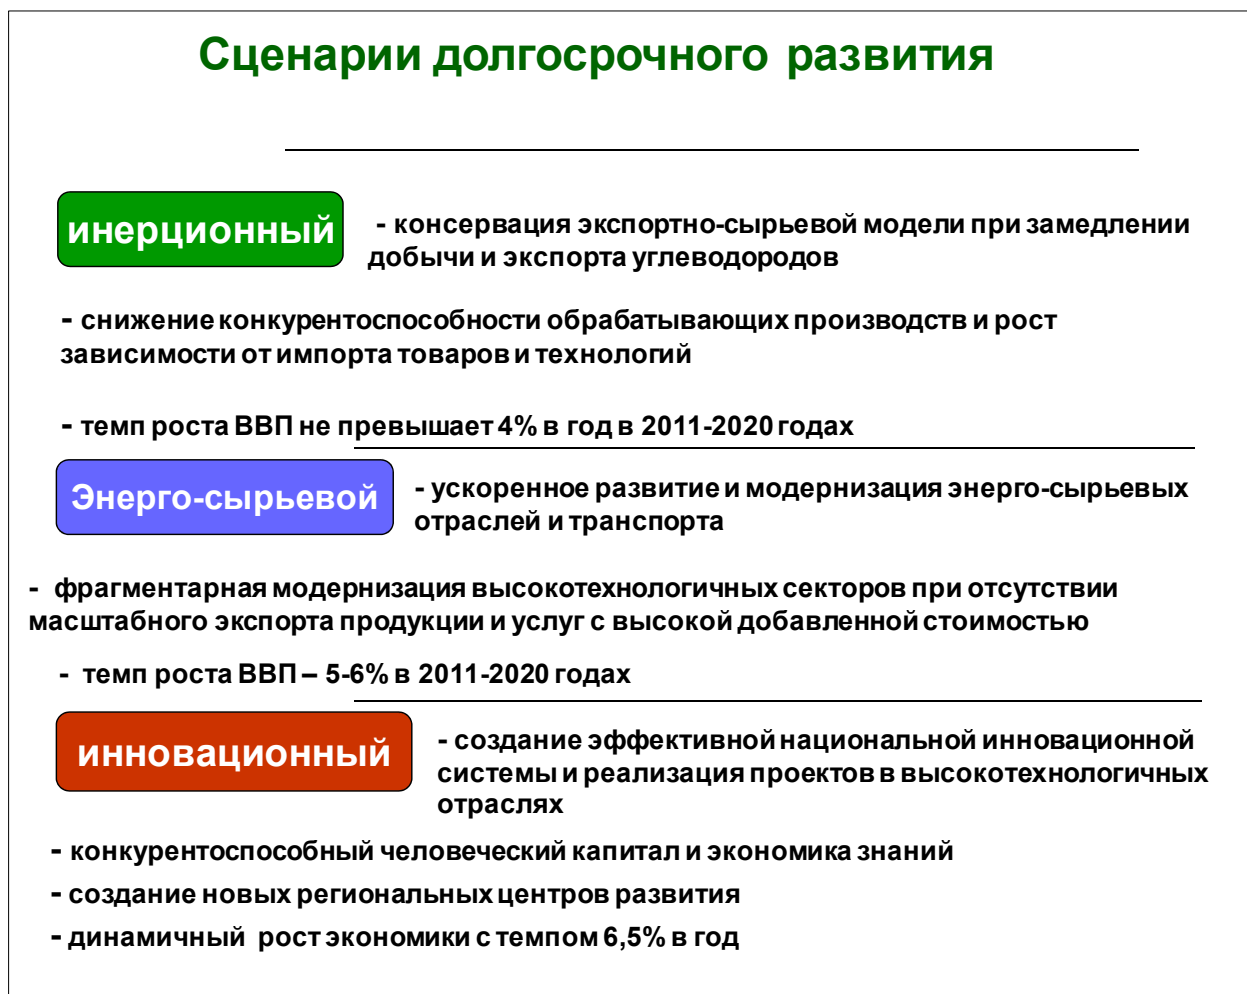 Сценарии долгосрочного развития
инерционный
- консервация экспортно-сырьевой модели при замедлении
добычи и экспорта углеводородов
- снижение конкурентоспособности обрабатывающих производств и рост
зависимости от импорта товаров и технологий
- темп роста ВВП не превышает 4% в год в 2011-2020 годах
Энерго-сырьевой
- ускоренное развитие и модернизация энерго-сырьевых
отраслей и транспорта
- фрагментарная модернизация высокотехнологичных секторов при отсутствии
масштабного экспорта продукции и услуг с высокой добавленной стоимостью
- темп роста ВВП – 5-6% в 2011-2020 годах
инновационный
- создание эффективной национальной инновационной
системы и реализация проектов в высокотехнологичных
отраслях
- конкурентоспособный человеческий капитал и экономика знаний
- создание новых региональных центров развития
- динамичный рост экономики с темпом 6,5% в год